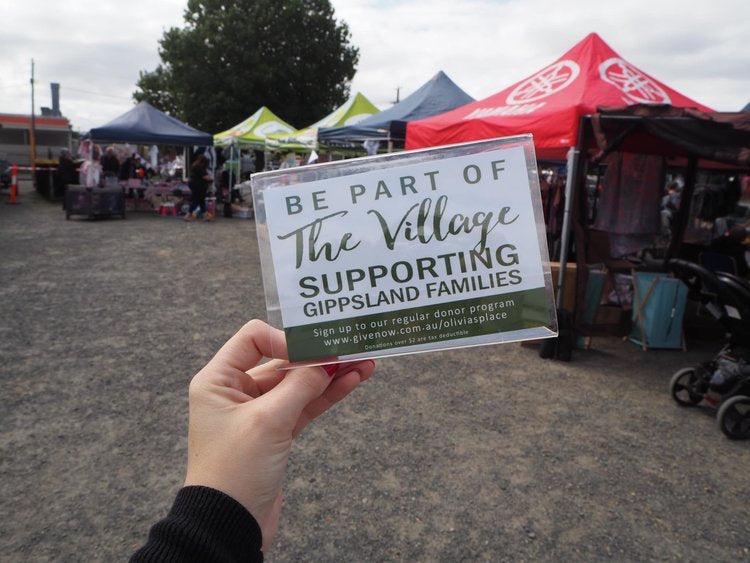 YAMAHA
BE PART OF
The Village
SUPPORTING
GIPPSLAND FAMILIES
Sign up to our regular donor program
www.givenow.com.au/oliviasplace
Donations over $2 are tax deductible